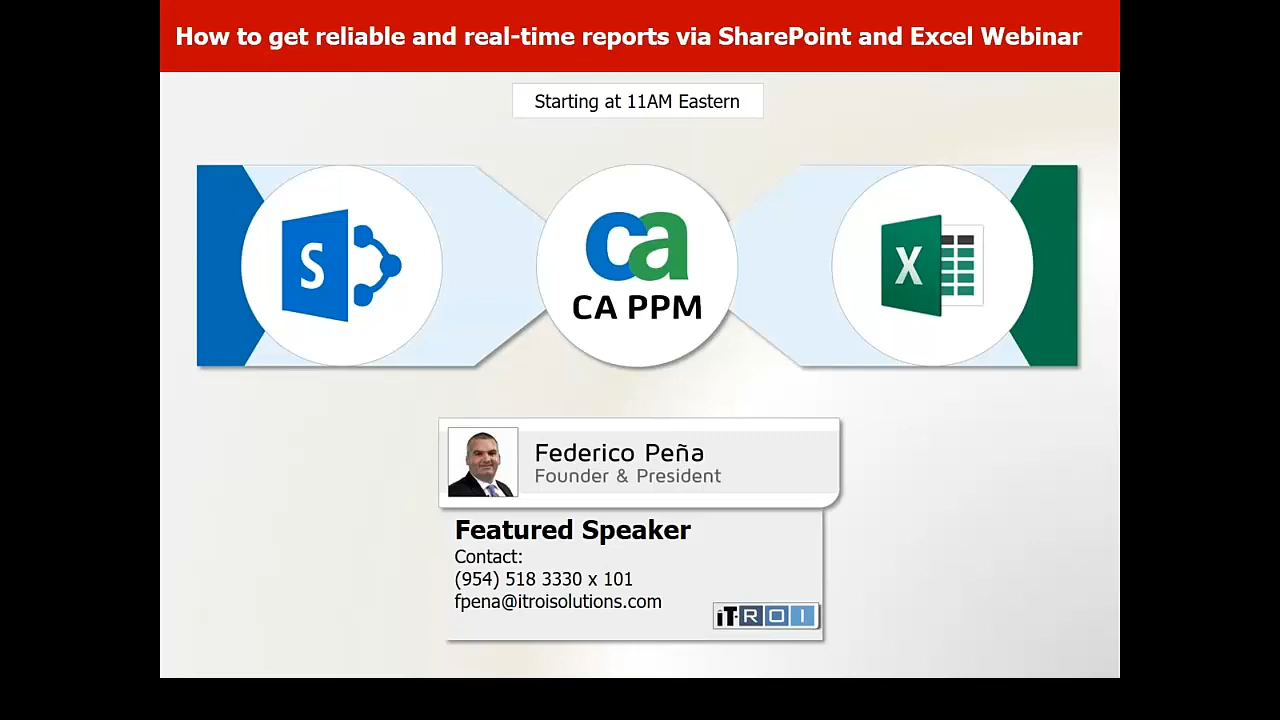 How to get reliable and real-time reports via SharePoint and Excel Webinar
Starting at 11AM Eastern
S
ca
CA PPM
X
Federico Peña
Founder & President
Featured Speaker
Contact:
(954) 518 3330 x 101
fpena@itroisolutions.com
iT-ROI